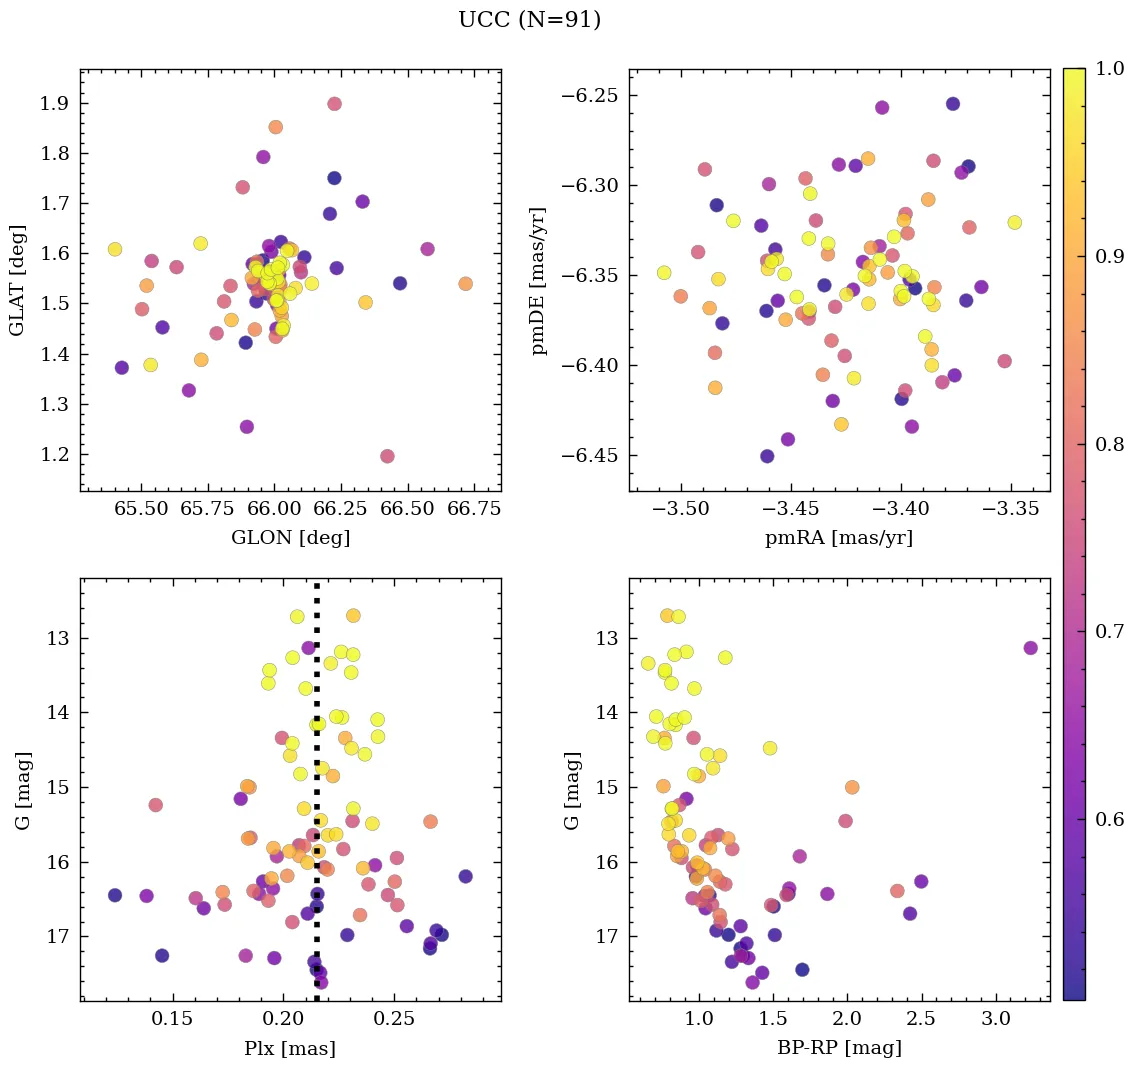 UCC (N=91)
1.9
1.8
1.7
1.6
1.5
1.4
1.3
1.2
GLAT [deg]
65.50 65.75 66.00 66.25 66.50 66.75
GLON [deg]
−6.25
−6.30
−6.35
−6.40
−6.45
pmDE [mas/yr]
−3.50 −3.45 −3.40 −3.35
pmRA [mas/yr]
1.0
0.9
0.8
0.7
0.6
13
14
15
16
17
G [mag]
0.15 0.20 0.25
Plx [mas]
13
14
15
16
17
G [mag]
1.0 1.5 2.0 2.5 3.0
BP-RP [mag]